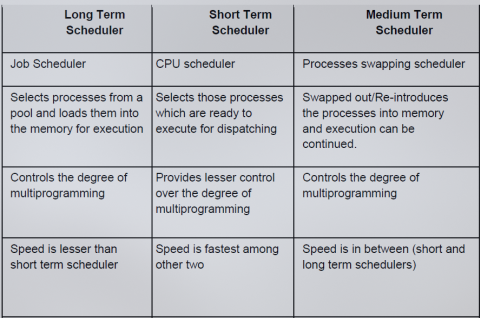 Long Term
Scheduler
Short Term
Scheduler
Medium Term
Scheduler
Job Scheduler
CPU scheduler
Processes swapping scheduler
Selects processes from a
pool and loads them into
the memory for execution
Selects those processes
which are ready to
execute for dispatching
Swapped out/Re-introduces
the processes into memory
and execution can be
continued.
Controls the degree of
multiprogramming
Provides lesser control
over the degree of
multiprogramming
Controls the degree of
multiprogramming
Speed is lesser than
short term scheduler
Speed is fastest among
other two
Speed is in between (short and
long term schedulers)